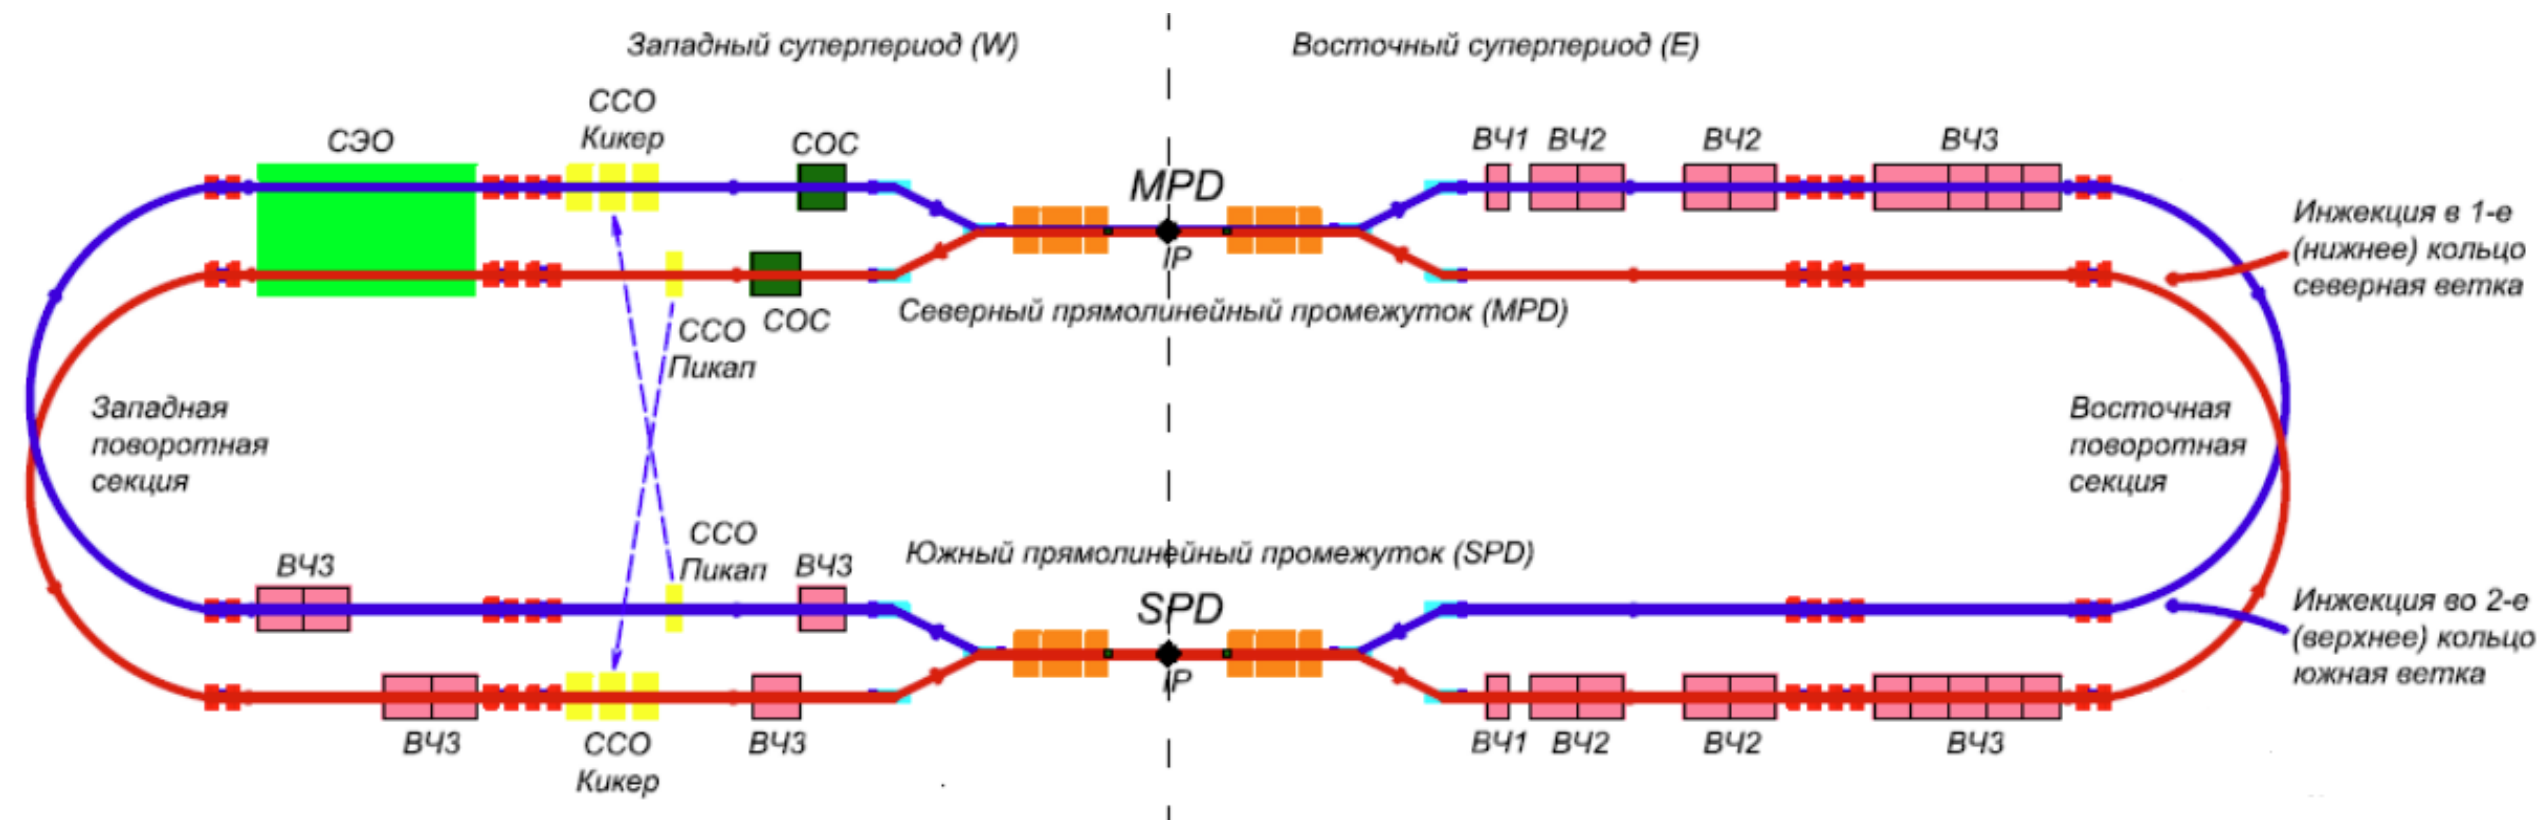 Западный суперпериод (W)
Восточный суперпериод (E)
ССО
Кикер
СЭО
СОС
MPD
IP
ВЧ1
ВЧ2
ВЧ2
ВЧ3
Инжекция в 1-е
(нижнее) кольцо
северная ветка
Северный прямолинейный промежуток (MPD)
ССО
Пикап
СОС
Западная
поворотная
секция
Восточная
поворотная
секция
ССО
Пикап
ВЧ3
ВЧ3
Южный прямолинейный промежуток (SPD)
SPD
IP
Инжекция во 2-е
(верхнее) кольцо
южная ветка
ВЧ3
ССО
Кикер
ВЧ3
ВЧ1
ВЧ2
ВЧ2
ВЧ3